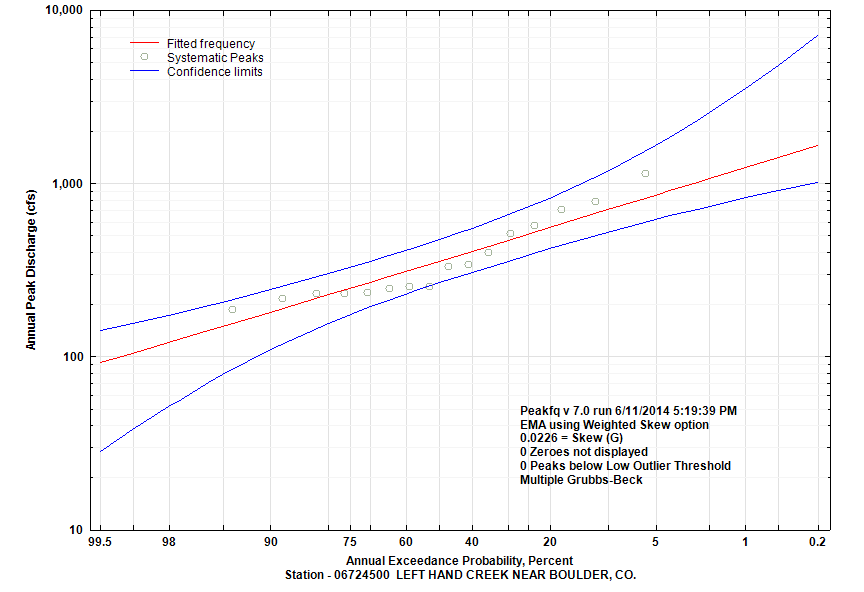 10,000
Fitted frequency
Systematic Peaks
Confidence limits
1,000
Annual Peak Discharge (cfs)
100
Peakfq v 7.0 run 6/11/2014 5:19:39 PM
EMA using Weighted Skew option
0.0226 = Skew (G)
0 Zeroes not displayed
0 Peaks below Low Outlier Threshold
Multiple Grubbs-Beck
10
99.5 98 90 75 60 40 20 5 1 0.2
Annual Exceedance Probability, Percent
Station - 06724500 LEFT HAND CREEK NEAR BOULDER, CO.